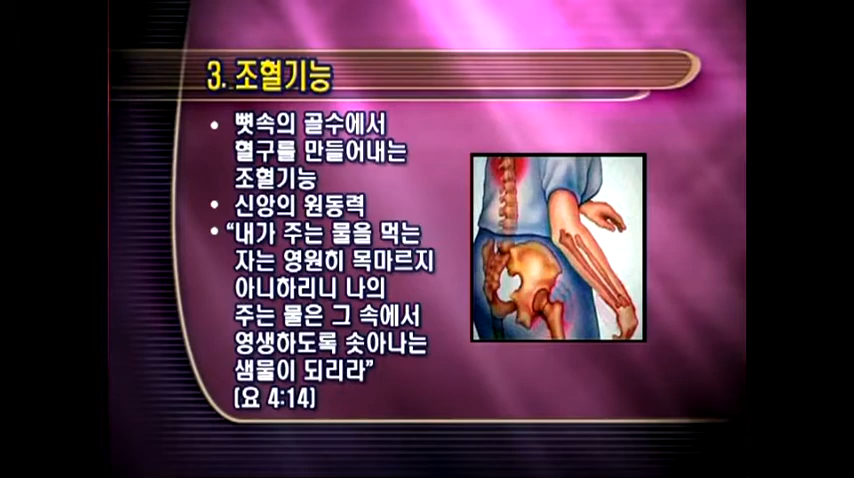 3. 조혈기능
• 뼛속의 골수에서
혈구를 만들어내는
조혈기능
• 신앙의 원동력
• “내가 주는 물을 먹는
자는 영원히 목마르지
아니하리니 나의
주는 물은 그 속에서
영생하도록 솟아나는
샘물이 되리라”
(요 4:14)